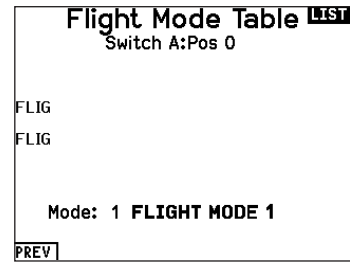 Flight Mode Table LIST
Switch A:Pos 0
FLIG
FLIG
Mode: 1 FLIGHT MODE 1
PREV